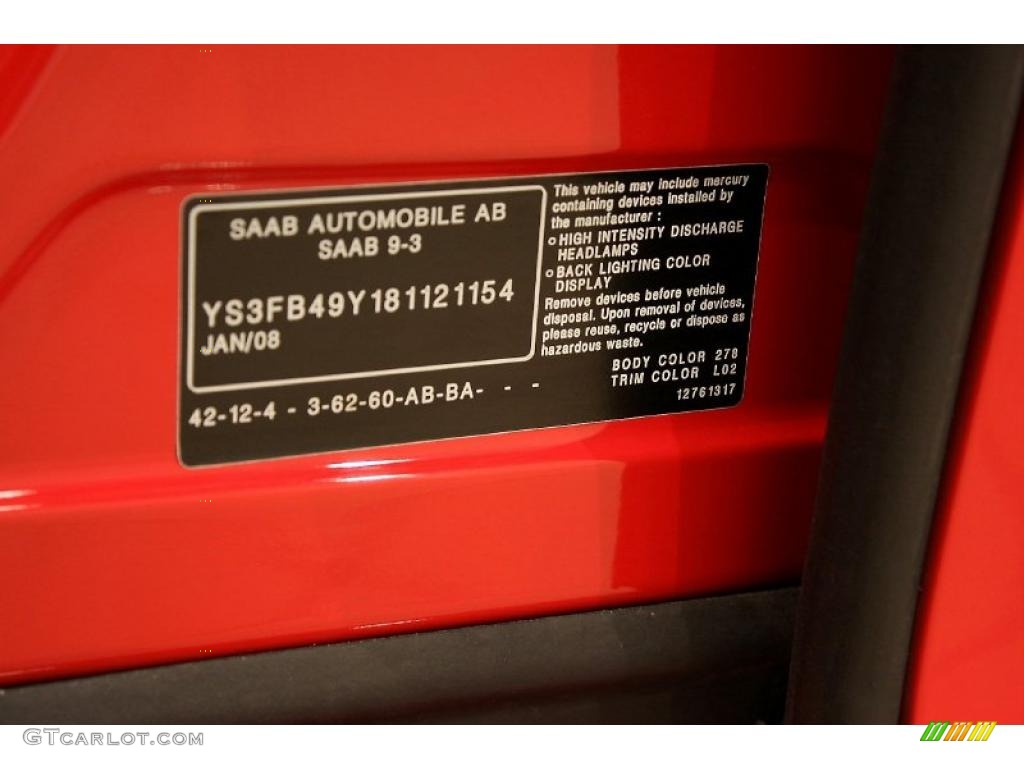 SAAB AUTOMOBILE AB
SAAB 9-3
YS3FB49Y181121154
JAN/08
42-12-4 - 3-62-60-AB-BA- - -
This vehicle may include mercury
containing devices installed by
the manufacturer :
o HIGH INTENSITY DISCHARGE
HEADLAMPS
o BACK LIGHTING COLOR
DISPLAY
Remove devices before vehicle
disposal. Upon removal of devices,
please reuse, recycle or dispose as
hazardous waste.
BODY COLOR 278
TRIM COLOR L02
12761317
GTCARLOT.COM